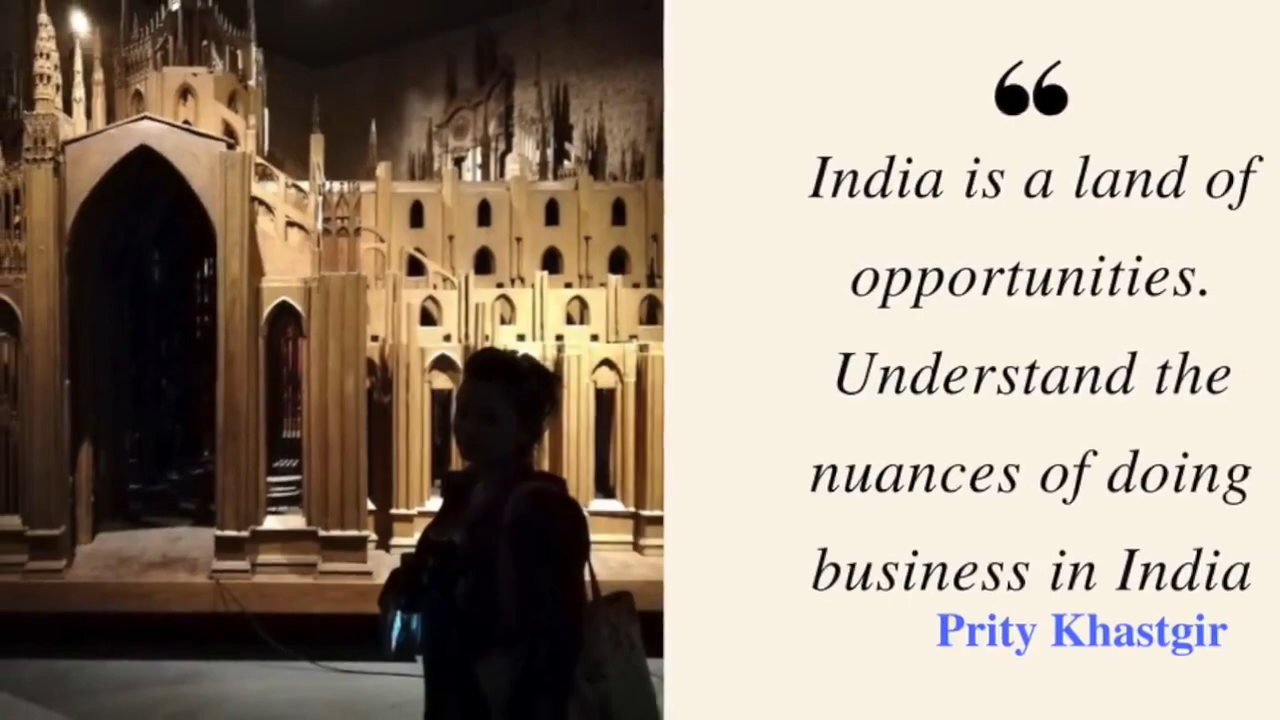 ❝
India is a land of
opportunities.
Understand the
nuances of doing
business in India
Prity Khastgir